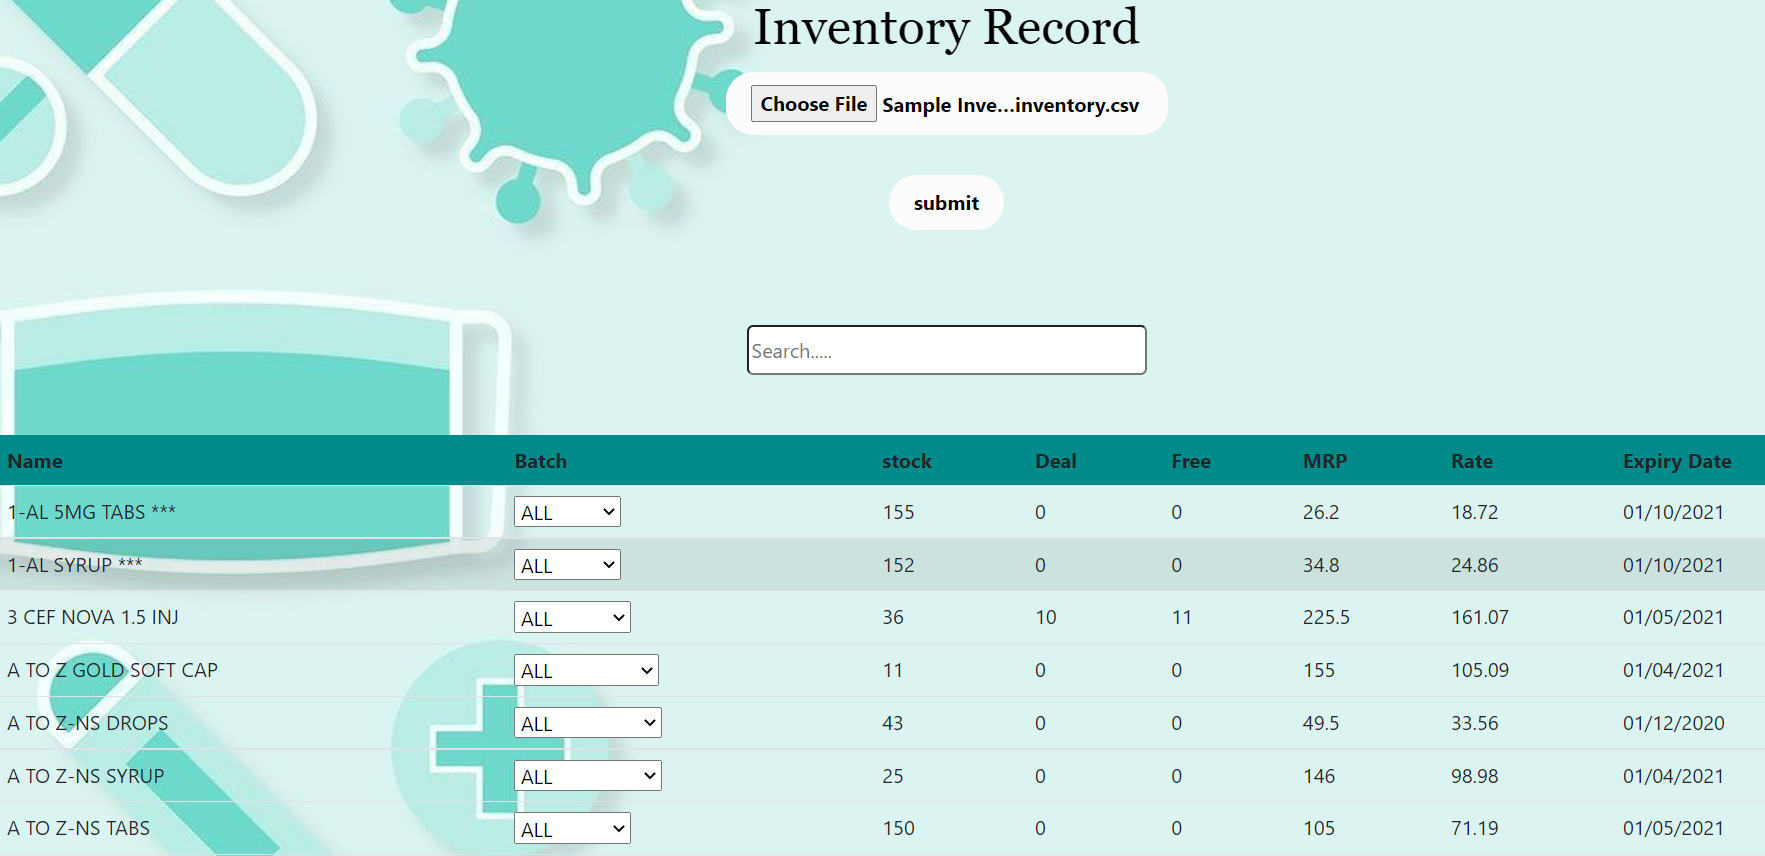 Inventory Record
Choose File Sample Inve...inventory.csv
submit
Search.....
Name Batch stock Deal Free MRP Rate Expiry Date
1-AL 5MG TABS *** ALL 155 0 0 26.2 18.72 01/10/2021
1-AL SYRUP *** ALL 152 0 0 34.8 24.86 01/10/2021
3 CEF NOVA 1.5 INJ ALL 36 10 11 225.5 161.07 01/05/2021
A TO Z GOLD SOFT CAP ALL 11 0 0 155 105.09 01/04/2021
A TO Z-NS DROPS ALL 43 0 0 49.5 33.56 01/12/2020
A TO Z-NS SYRUP ALL 25 0 0 146 98.98 01/04/2021
A TO Z-NS TABS ALL 150 0 0 105 71.19 01/05/2021